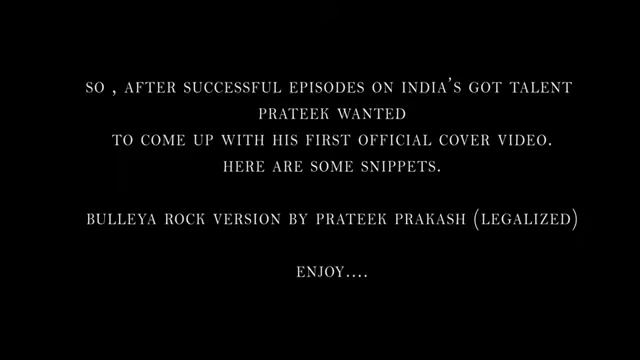 SO , AFTER SUCCESSFUL EPISODES ON INDIA'S GOT TALENT
PRATEEK WANTED
TO COME UP WITH HIS FIRST OFFICIAL COVER VIDEO.
HERE ARE SOME SNIPPETS.
BULLEYA ROCK VERSION BY PRATEEK PRAKASH (LEGALIZED)
ENJOY....